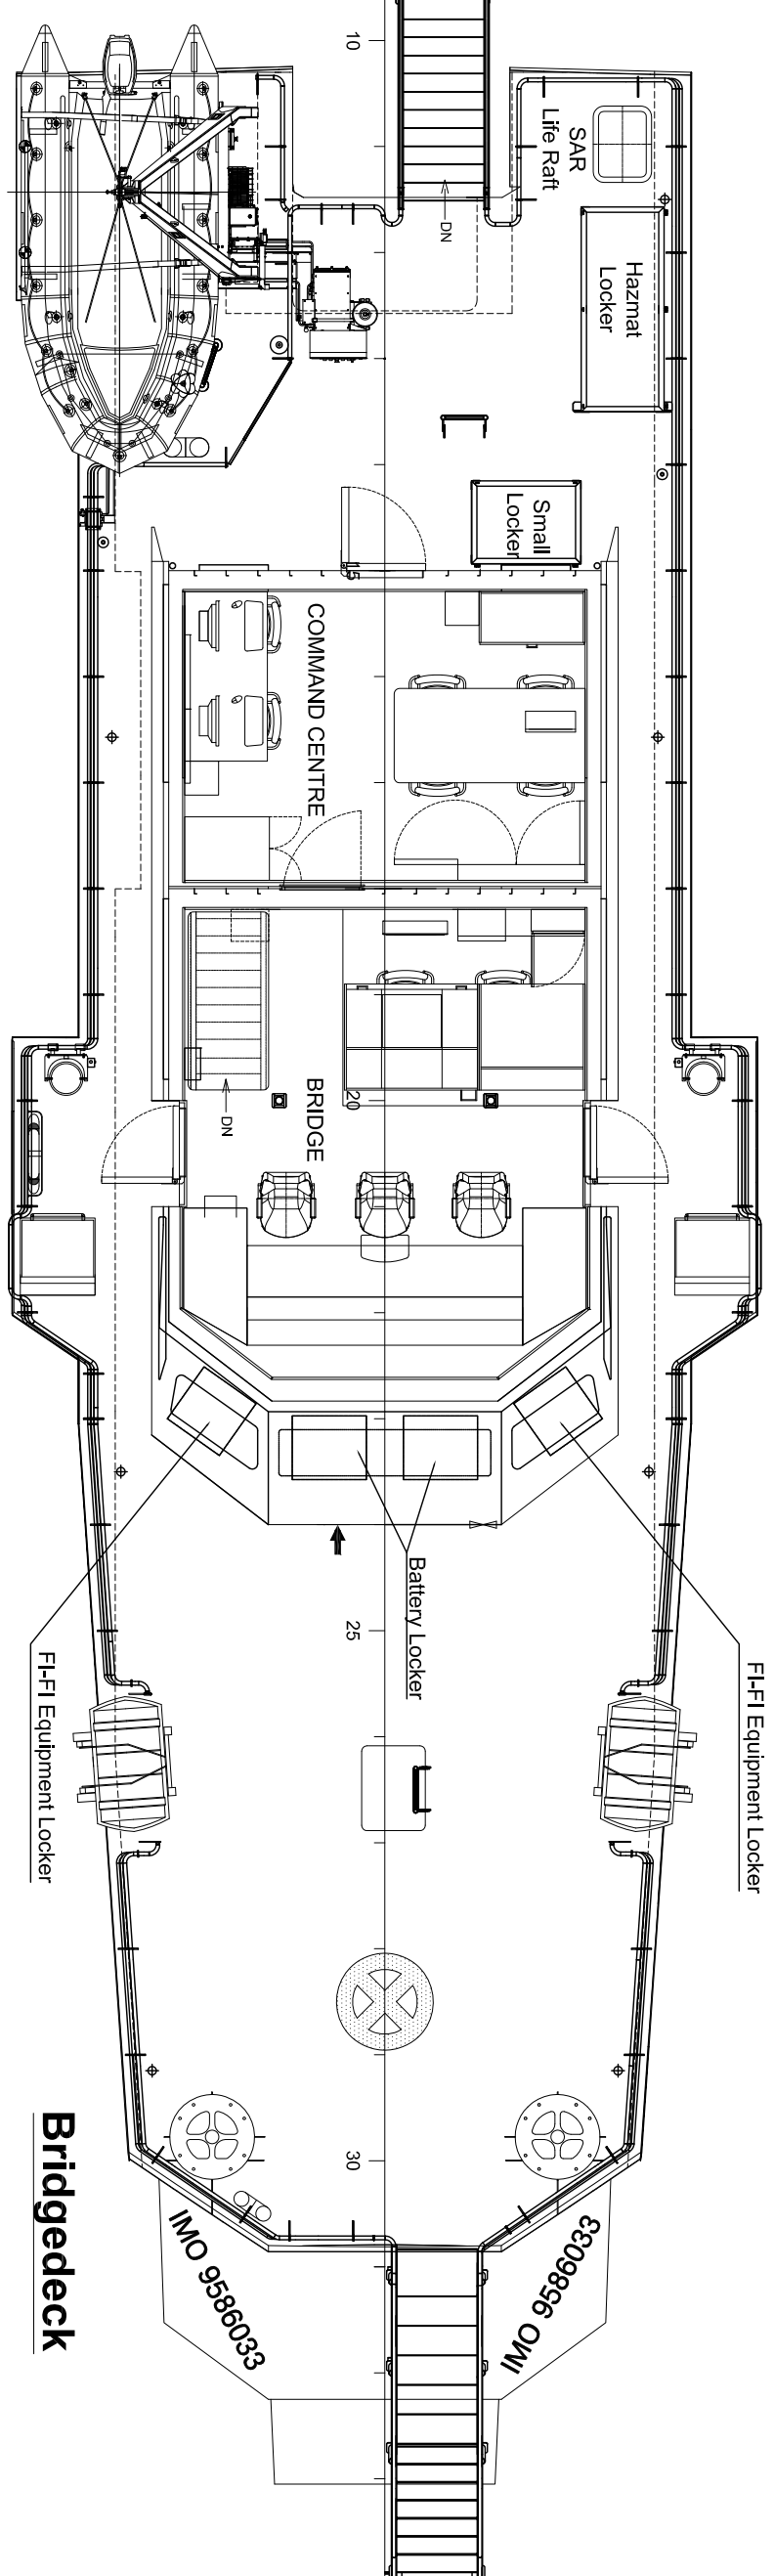 10
SAR
Life Raft
DN
Hazmat
Locker
Small
Locker
COMMAND CENTRE
BRIDGE
20
DN
Battery Locker
25
FI-FI Equipment Locker
FI-FI Equipment Locker
30
IMO 9586033
IMO 9586033
Bridgedeck